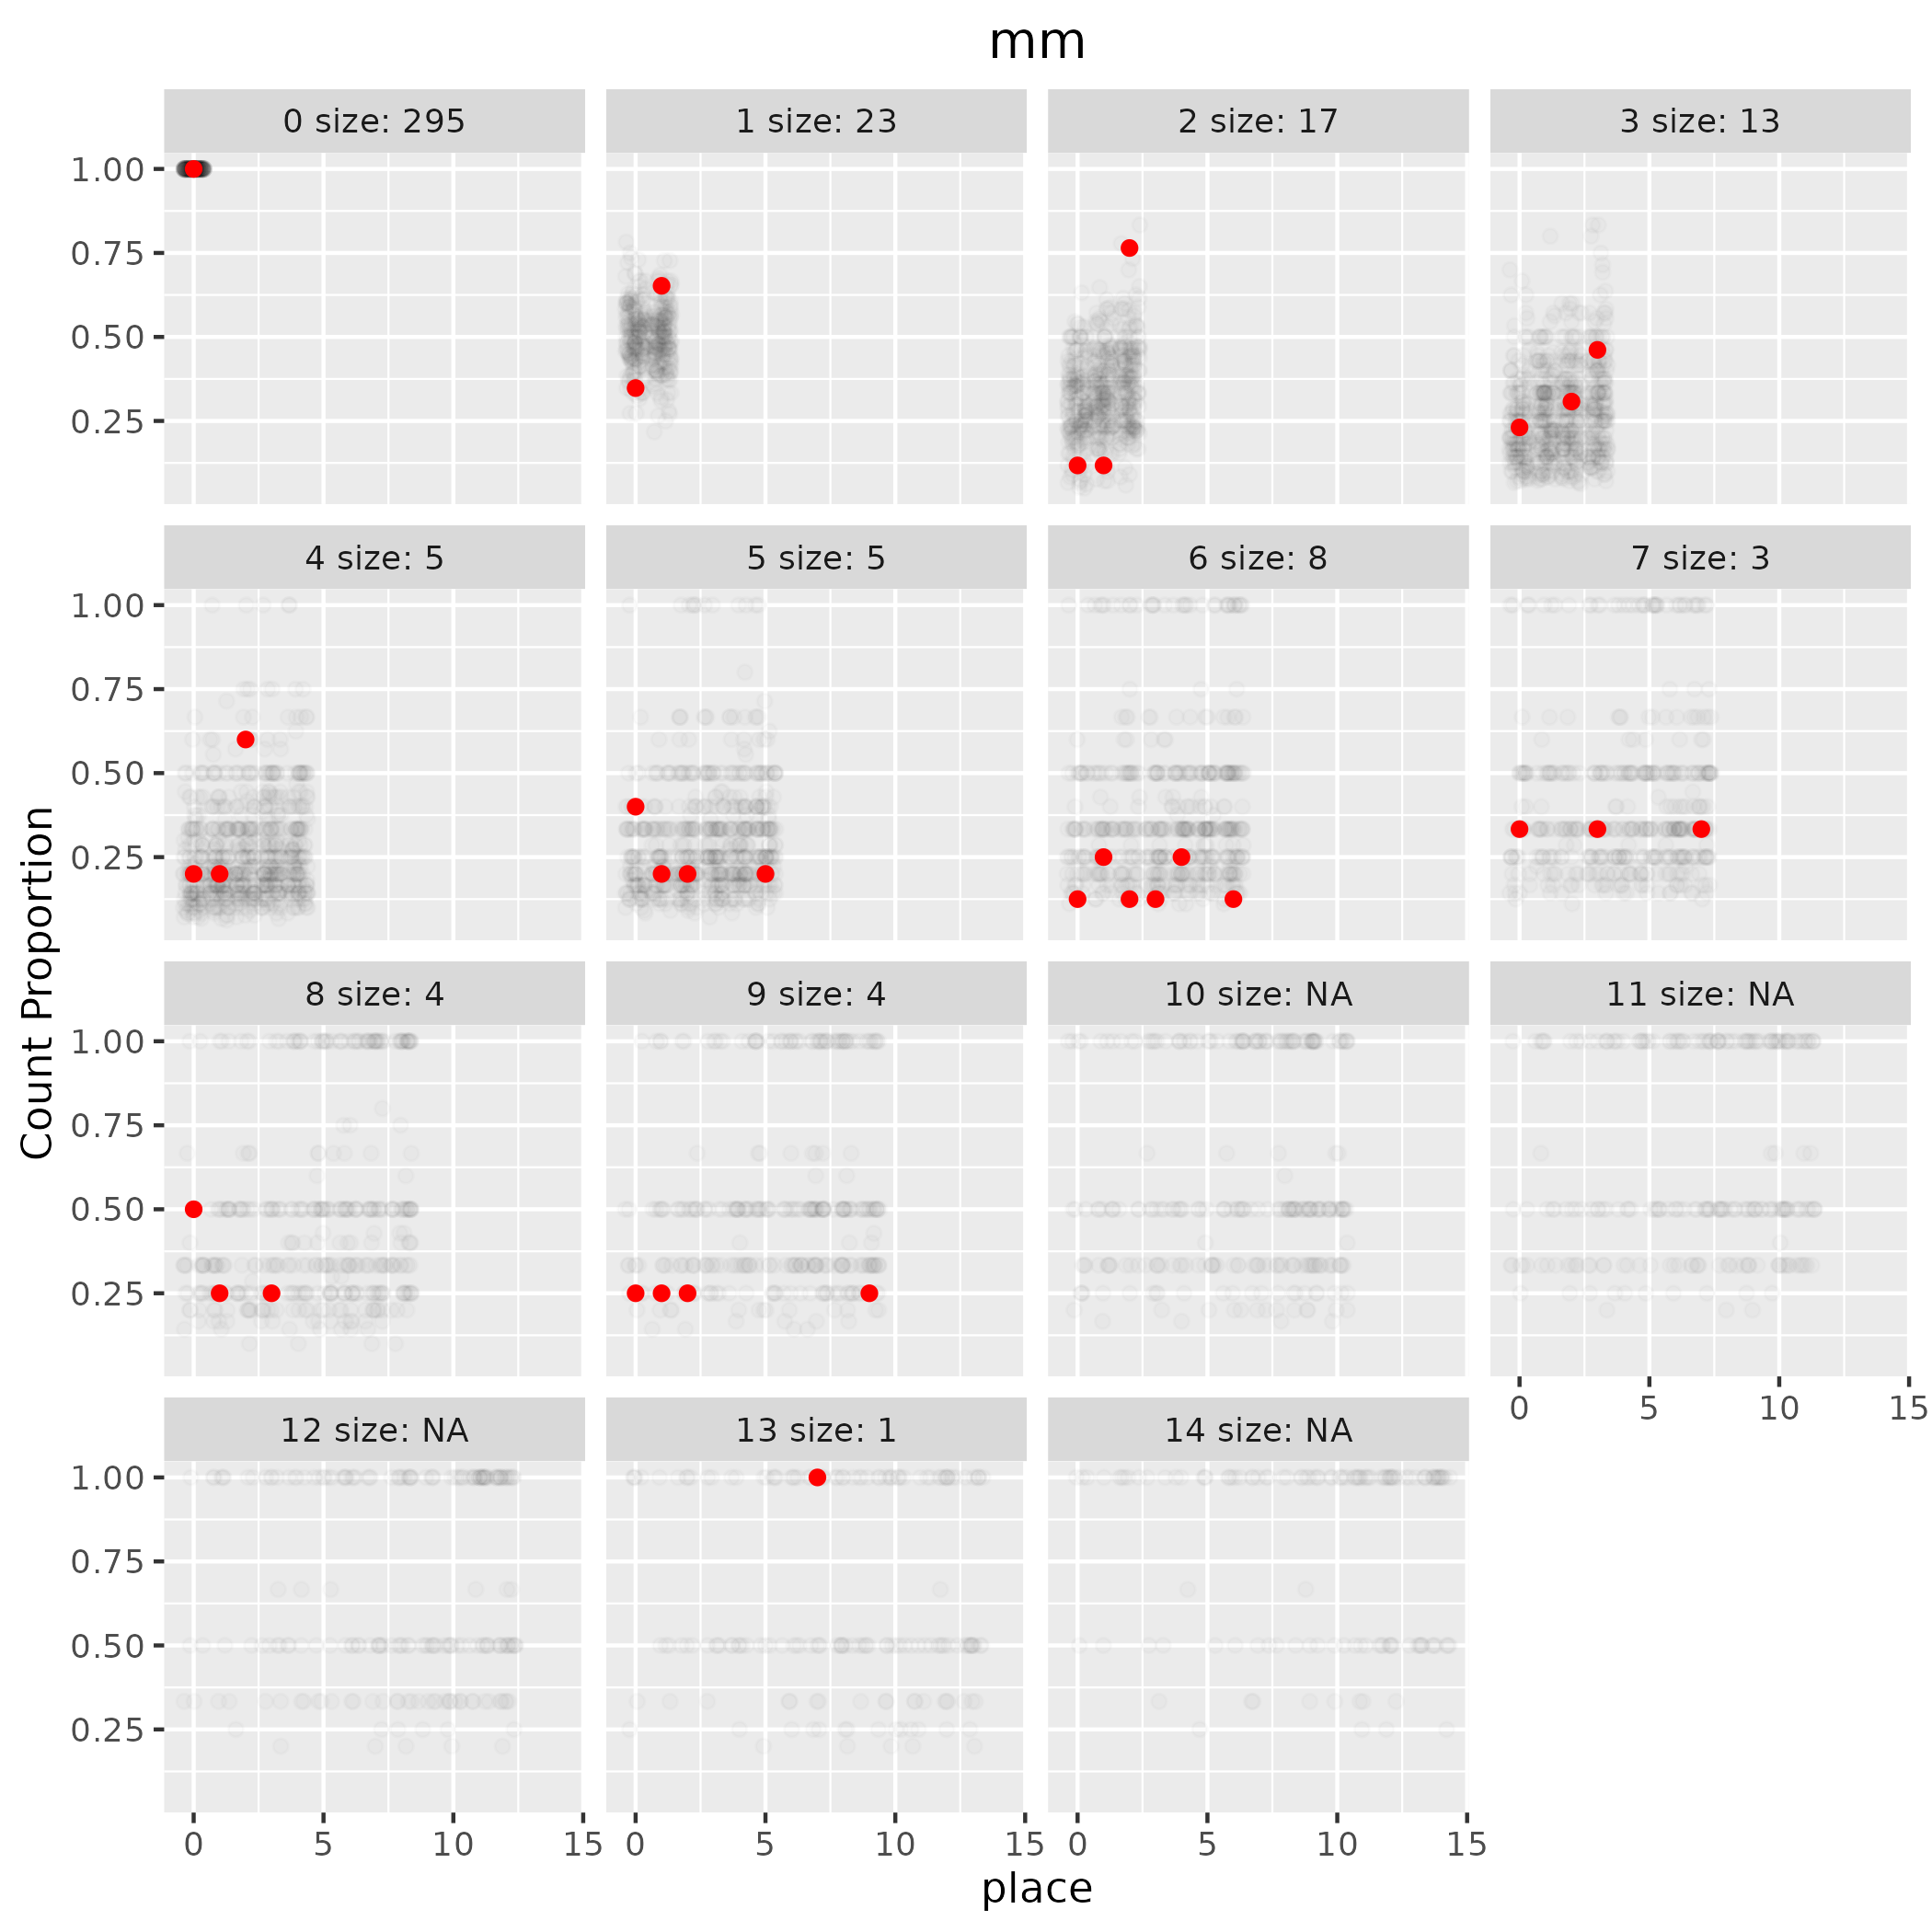 mm
0 size: 295
1 size: 23
2 size: 17
3 size: 13
1.00
0.75
0.50
0.25
4 size: 5
5 size: 5
6 size: 8
7 size: 3
1.00
0.75
0.50
0.25
8 size: 4
9 size: 4
10 size: NA
11 size: NA
1.00
0.75
0.50
0.25
0 5 10 15
12 size: NA
13 size: 1
14 size: NA
1.00
0.75
0.50
0.25
0 5 10 15
0 5 10 15
0 5 10 15
place
Count Proportion